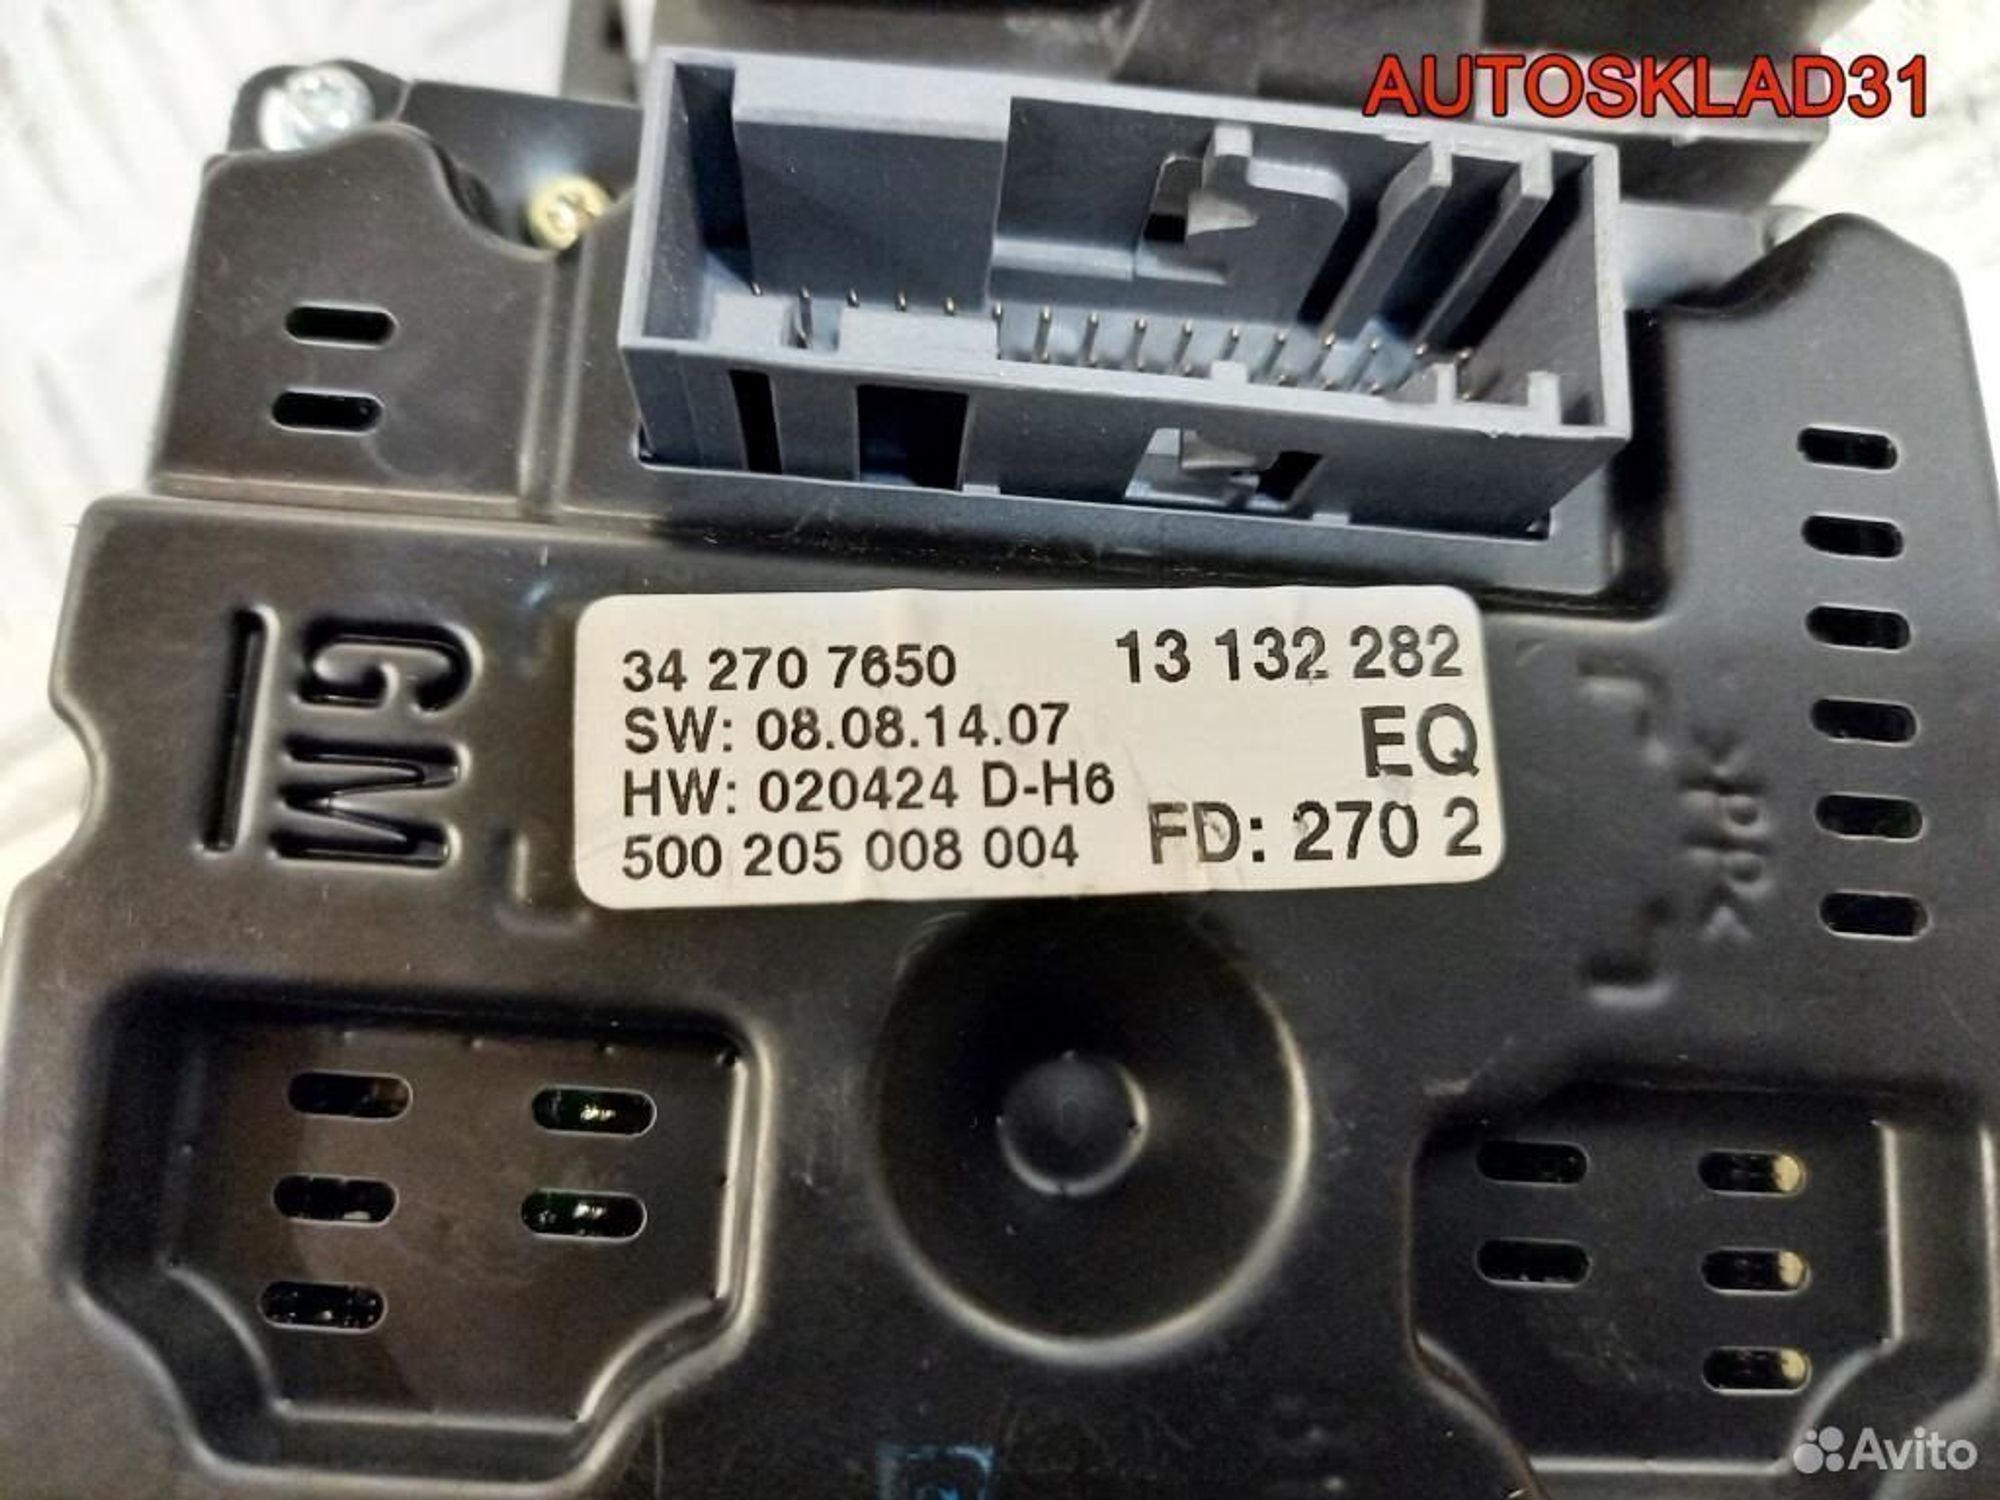 AUTOSKLAD31
34 270 7650 13 132 282
SW: 08.08.14.07 EQ
HW: 020424 D-H6
500 205 008 004 FD: 270 2
GM
Avito